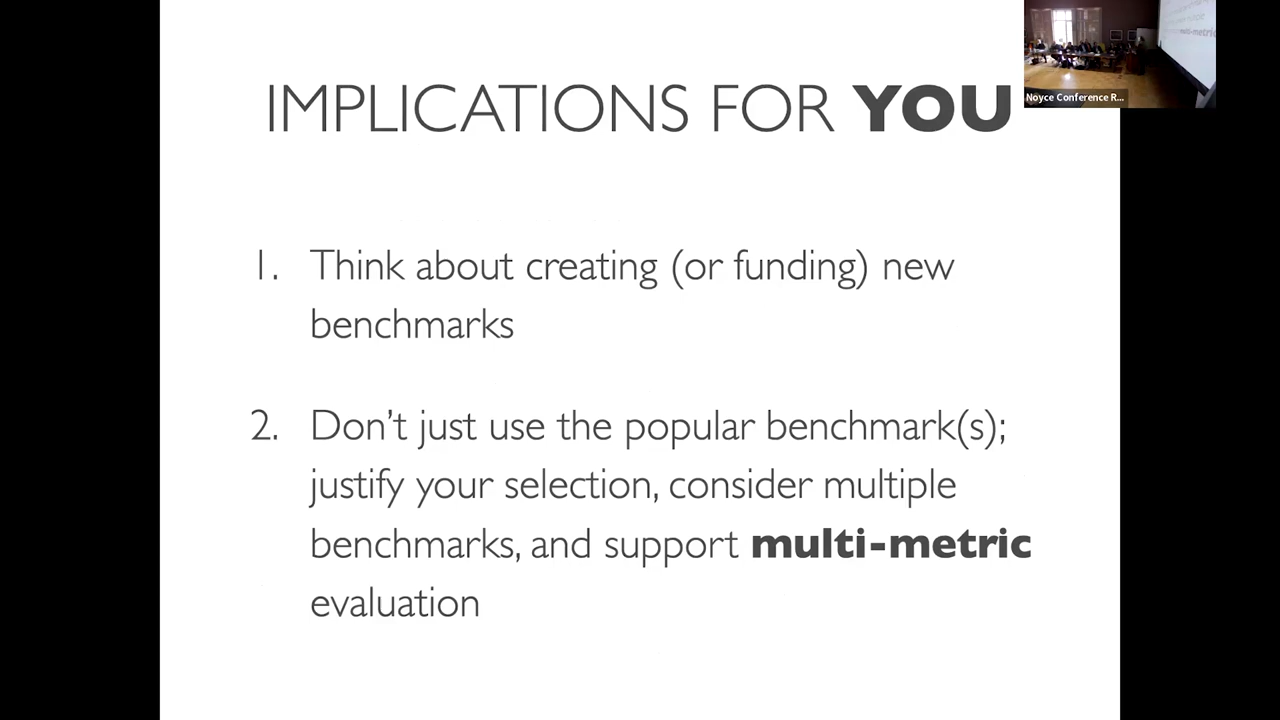 IMPLICATIONS FOR YOU
Noyce Conference R...
1. Think about creating (or funding) new
benchmarks
2. Don't just use the popular benchmark(s);
justify your selection, consider multiple
benchmarks, and support multi-metric
evaluation